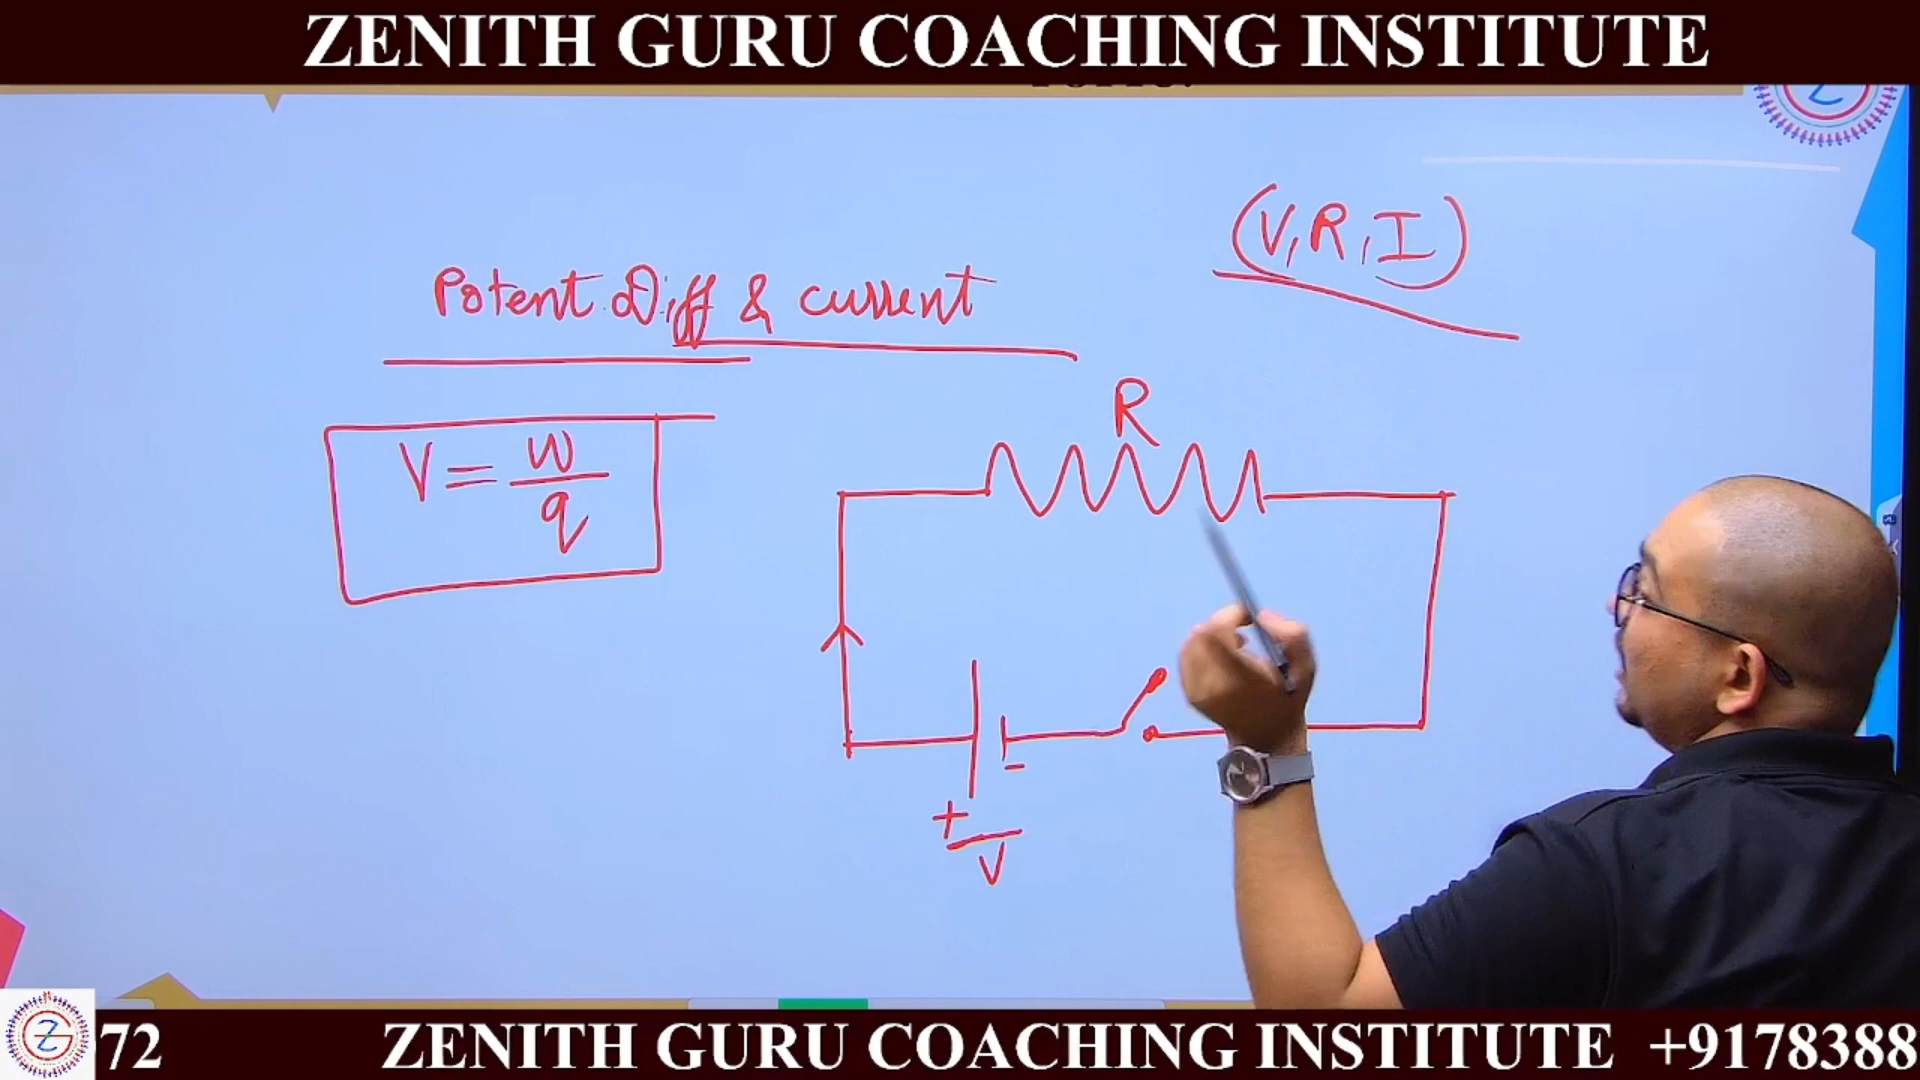 ZENITH GURU COACHING INSTITUTE
(V, R, I)
Potent. Diff & current
V = W/q
R
+ -
V
72 ZENITH GURU COACHING INSTITUTE +9178388